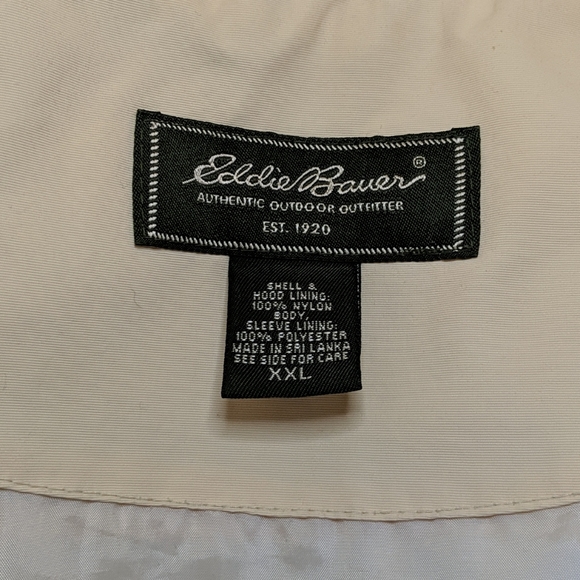 Eddie Bauer®
AUTHENTIC OUTDOOR OUTFITTER
EST. 1920
SHELL &
HOOD LINING:
100% NYLON
BODY,
SLEEVE LINING:
100% POLYESTER
MADE IN SRI LANKA
SEE SIDE FOR CARE
XXL